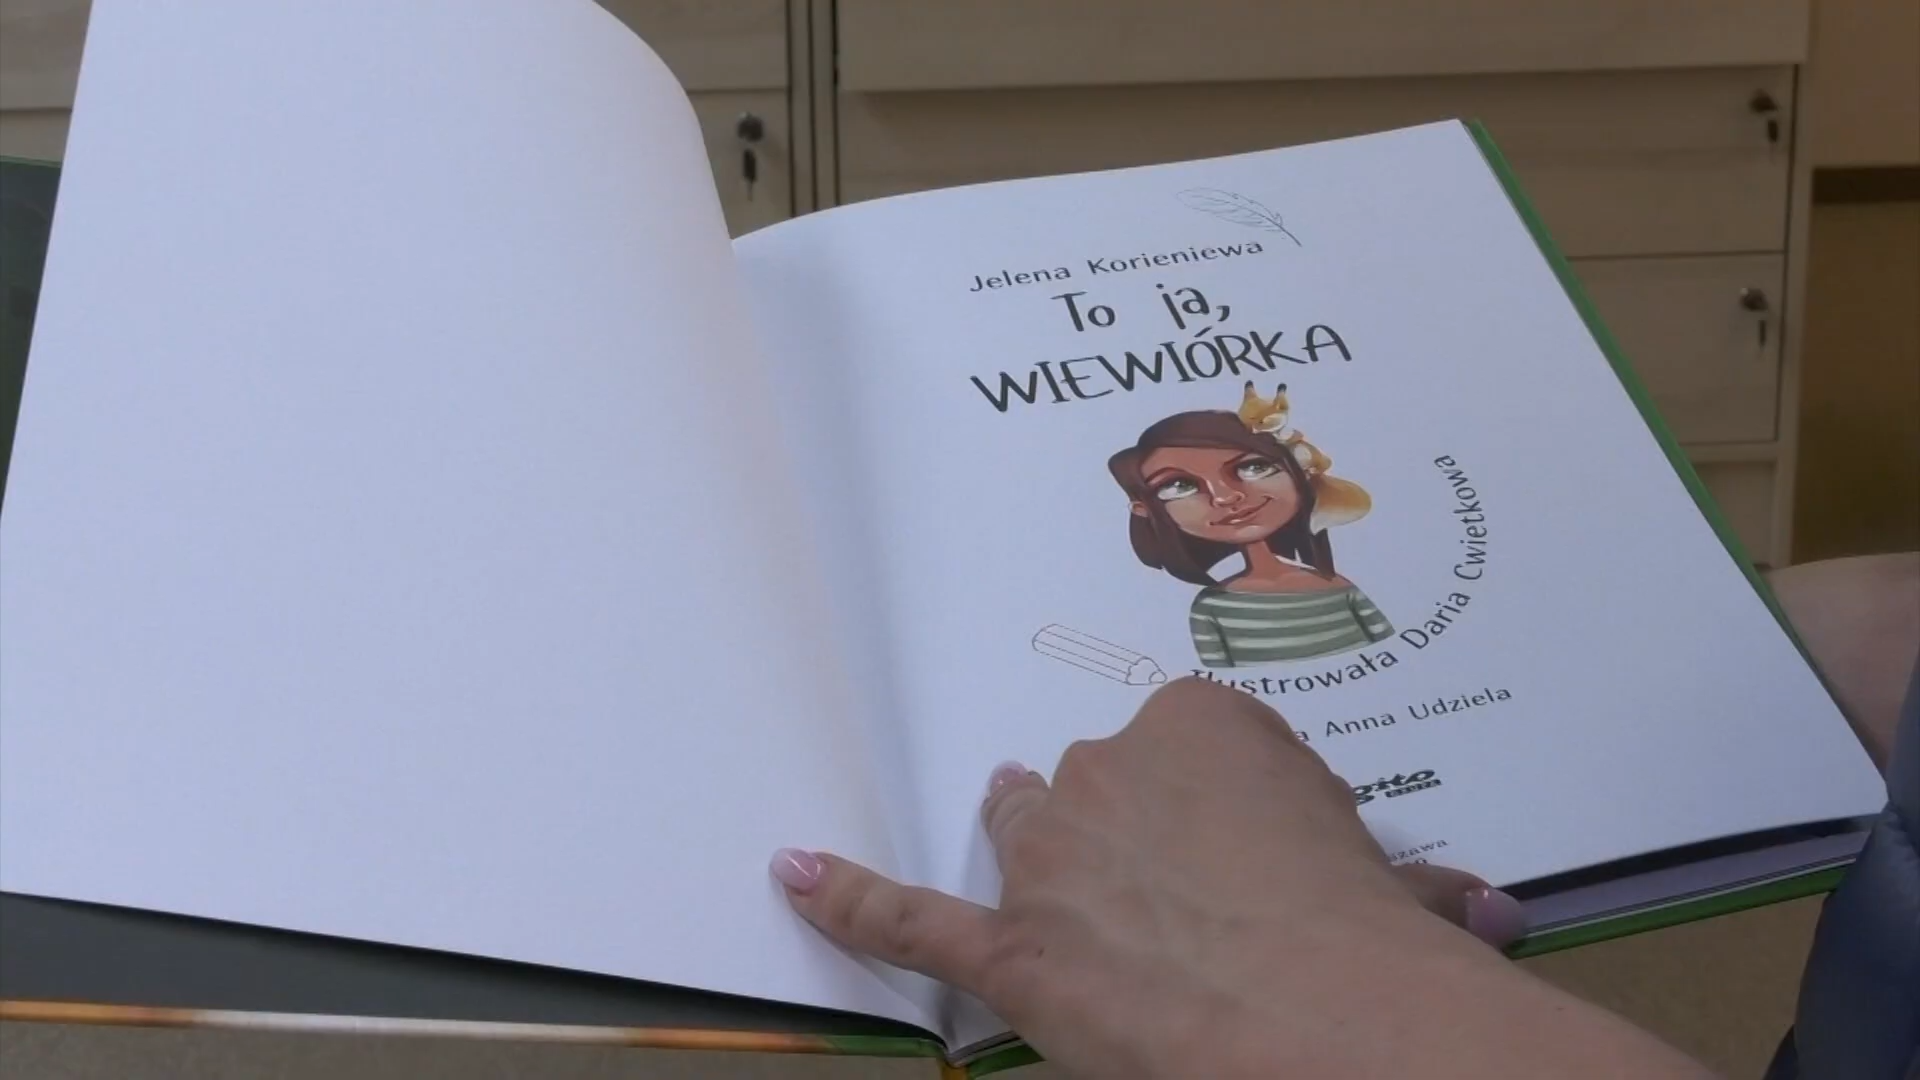 Jelena Korieniewa
To ja,
WIEWIÓRKA
Ilustrowała Daria Cwietkowa
Anna Udziela